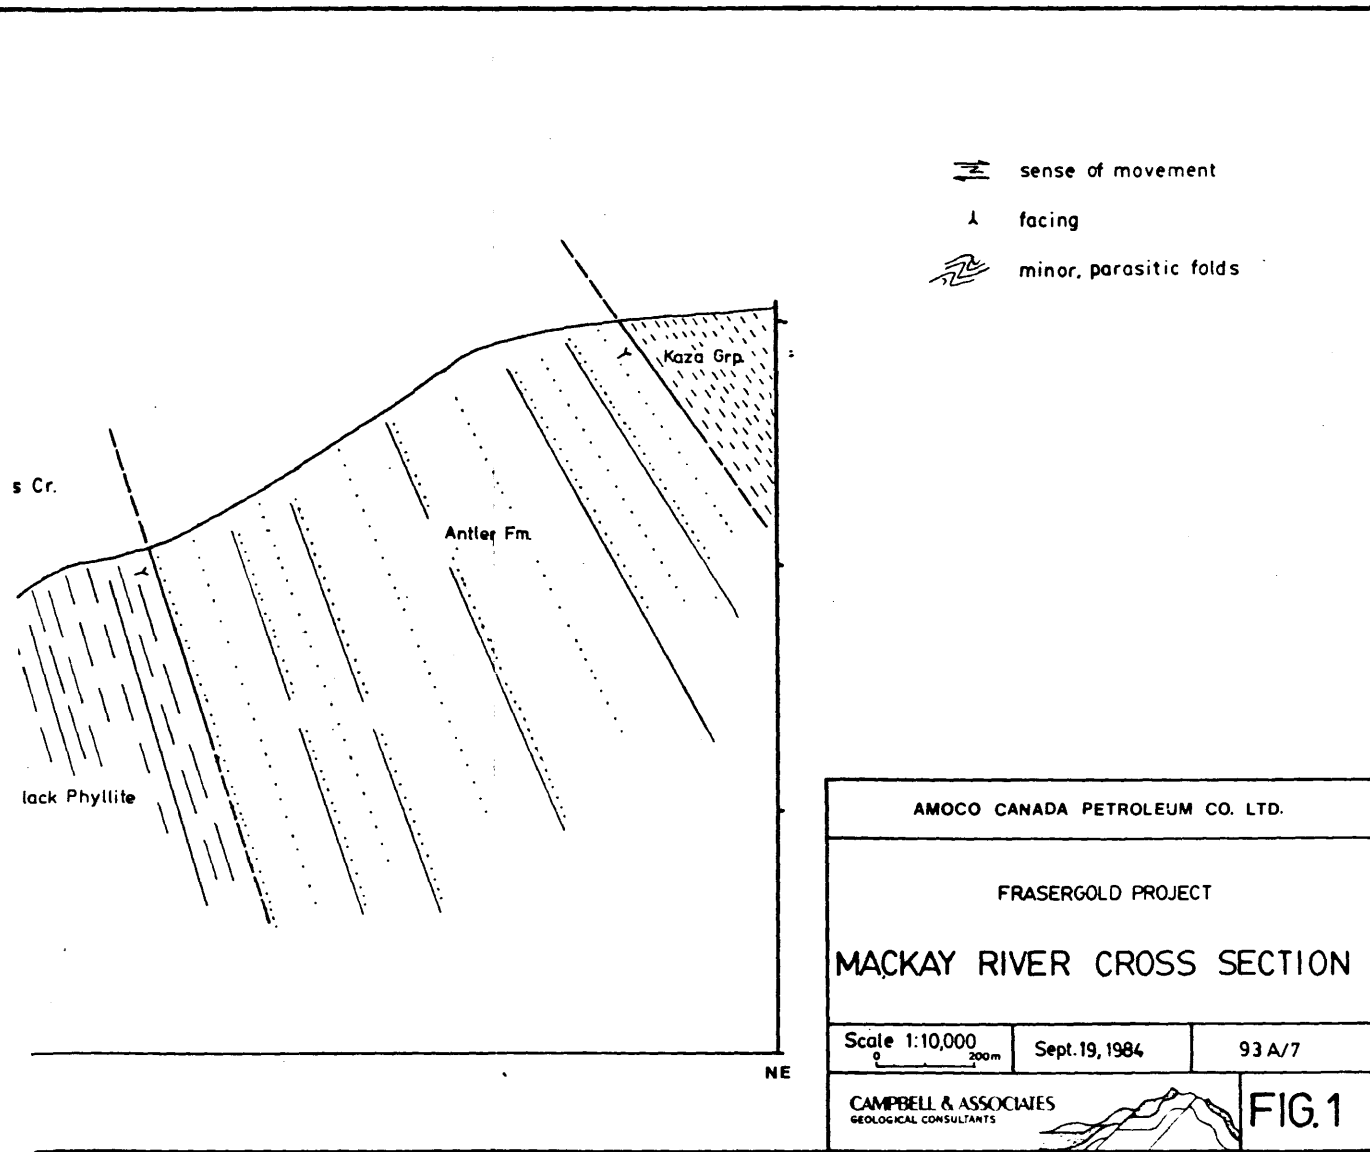 sense of movement
facing
minor, parasitic folds
Kaza Grp.
s Cr.
Antler Fm.
lack Phyllite
NE
AMOCO CANADA PETROLEUM CO. LTD.
FRASERGOLD PROJECT
MACKAY RIVER CROSS SECTION
Scale 1:10,000
0 200m
Sept. 19, 1984
93 A/7
CAMPBELL & ASSOCIATES
GEOLOGICAL CONSULTANTS
FIG. 1